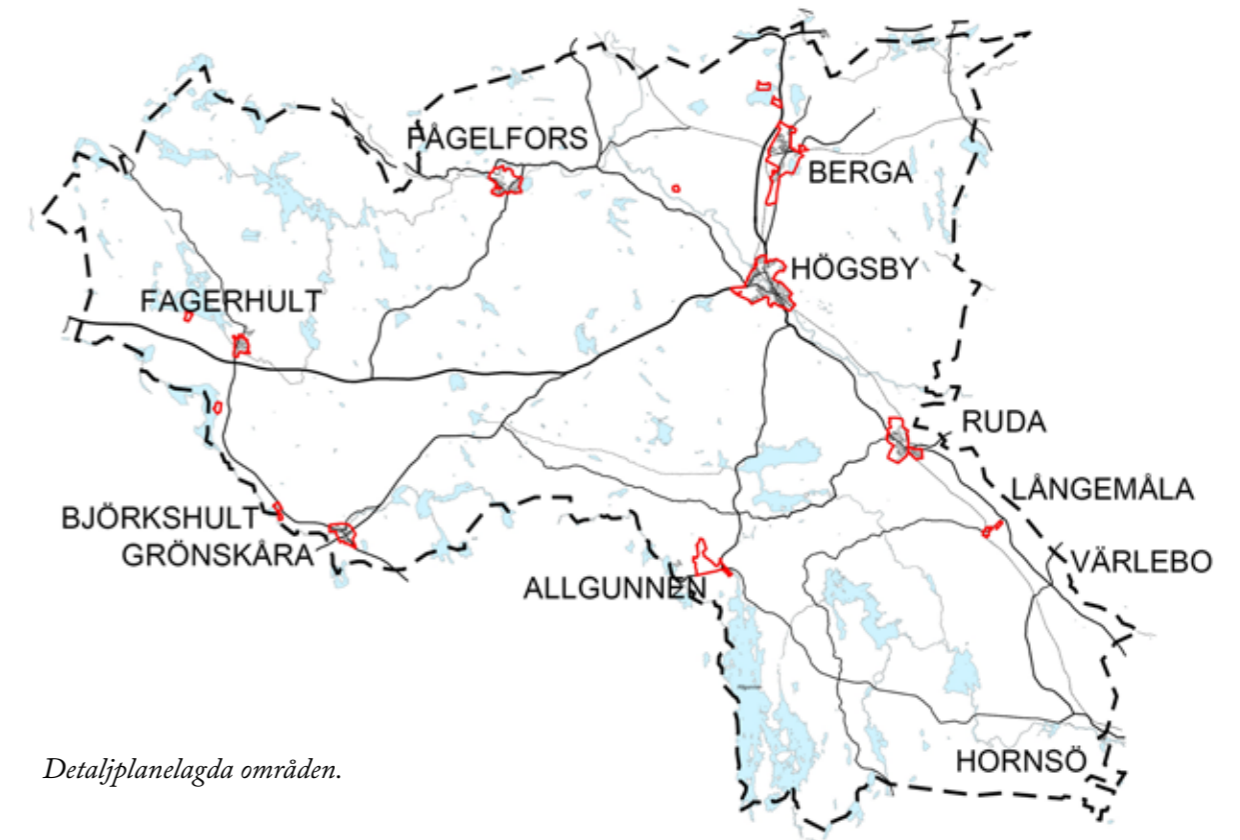 FÅGELFORS
BERGA
HÖGSBY
FAGERHULT
RUDA
LÅNGEMÅLA
BJÖRKSHULT
GRÖNSKÅRA
VÄRLEBO
ALLGUNNEN
HORNSÖ
Detaljplanelagda områden.